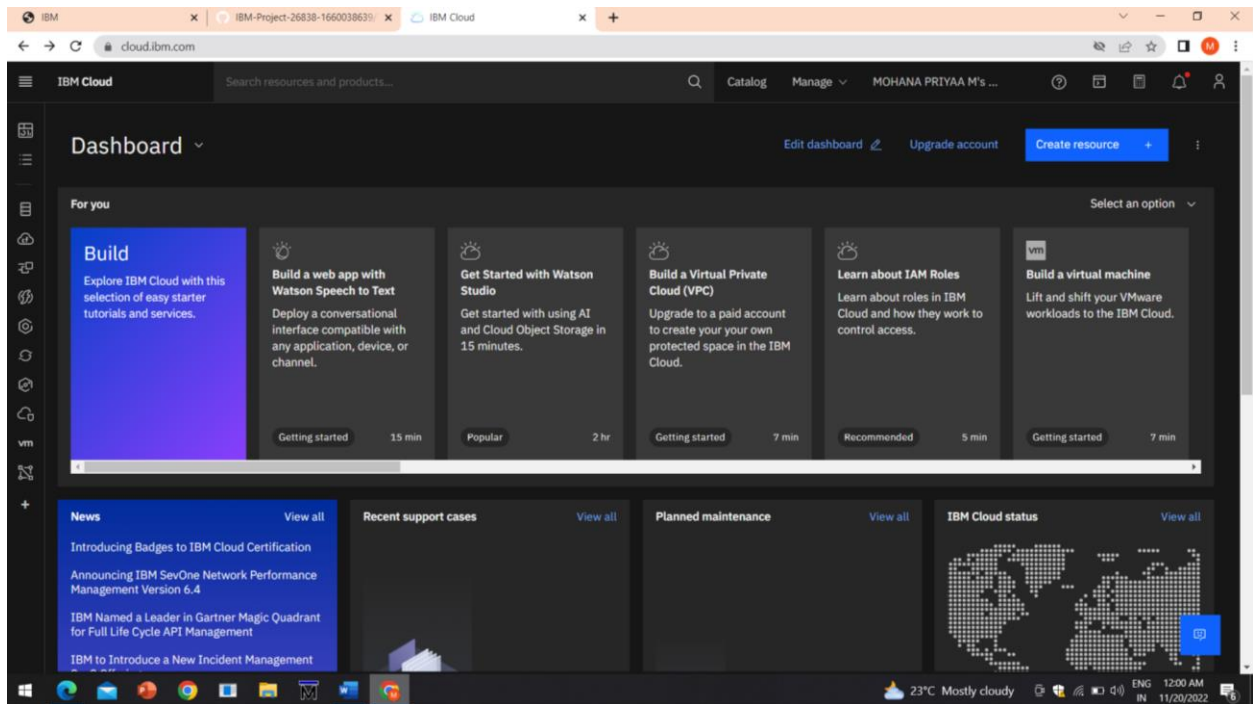 IBM
IBM-Project-26838-1660038639/
IBM Cloud
cloud.ibm.com
M
IBM Cloud
Search resources and products...
Catalog
Manage
MOHANA PRIYAA M's ...
Dashboard
Edit dashboard
Upgrade account
Create resource +
For you
Select an option
Build
Explore IBM Cloud with this
selection of easy starter
tutorials and services.
Build a web app with
Watson Speech to Text
Deploy a conversational
interface compatible with
any application, device, or
channel.
Getting started
15 min
Get Started with Watson
Studio
Get started with using AI
and Cloud Object Storage in
15 minutes.
Popular
2 hr
Build a Virtual Private
Cloud (VPC)
Upgrade to a paid account
to create your your own
protected space in the IBM
Cloud.
Getting started
7 min
Learn about IAM Roles
Learn about roles in IBM
Cloud and how they work to
control access.
Recommended
5 min
vm
Build a virtual machine
Lift and shift your VMware
workloads to the IBM Cloud.
Getting started
7 min
vm
News
View all
Introducing Badges to IBM Cloud Certification
Announcing IBM SevOne Network Performance
Management Version 6.4
IBM Named a Leader in Gartner Magic Quadrant
for Full Life Cycle API Management
IBM to Introduce a New Incident Management
Recent support cases
View all
Planned maintenance
View all
IBM Cloud status
View all
23°C Mostly cloudy
ENG
IN
12:00 AM
11/20/2022
6